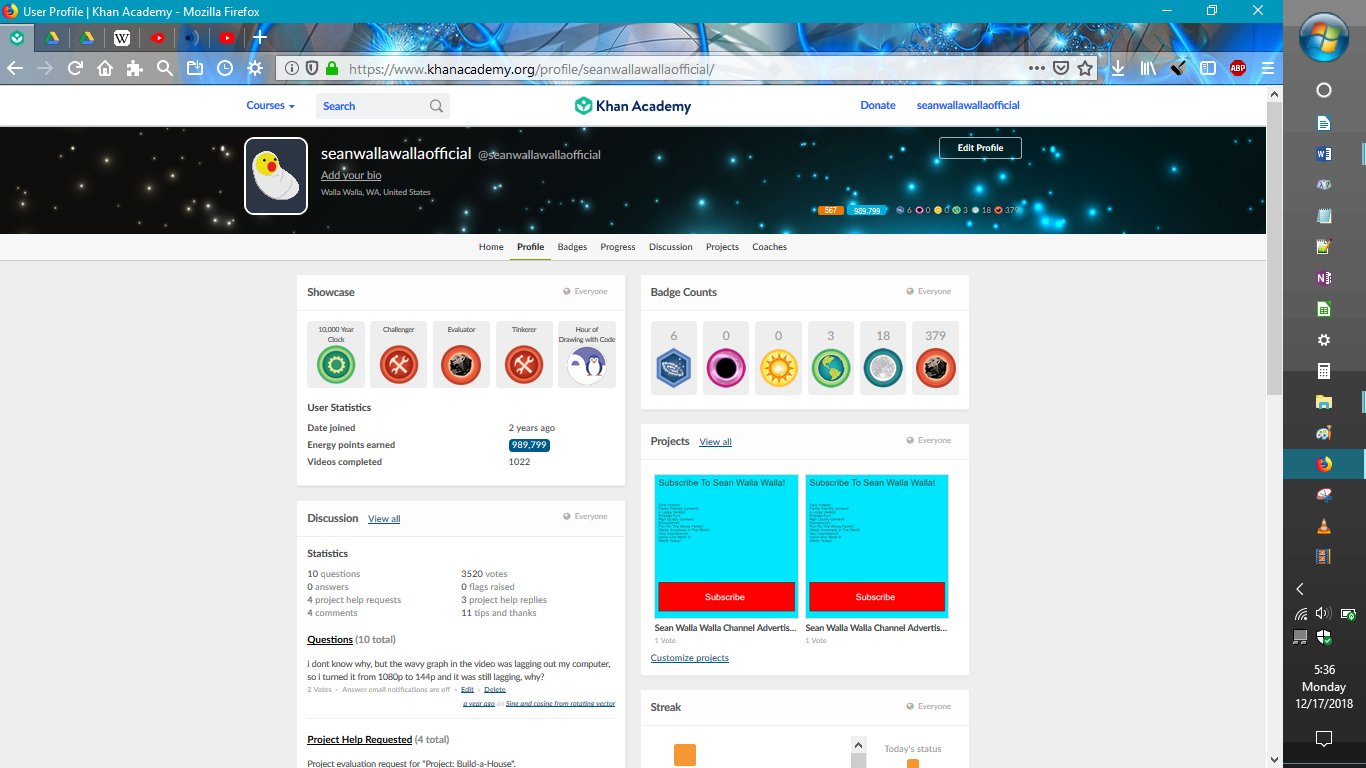 User Profile | Khan Academy - Mozilla Firefox
W
https://www.khanacademy.org/profile/seanwallawallaofficial/
ABP
Courses
Search
Khan Academy
Donate
seanwallawallaofficial
seanwallawallaofficial @seanwallawallaofficial
Edit Profile
Add your bio
Walla Walla, WA, United States
567 989,799 6 0 0 3 18 379
Home Profile Badges Progress Discussion Projects Coaches
Showcase Everyone
10,000 Year Clock
Challenger
Evaluator
Tinkerer
Hour of Drawing with Code
User Statistics
Date joined 2 years ago
Energy points earned 989,799
Videos completed 1022
Badge Counts Everyone
6 0 0 3 18 379
Projects View all Everyone
Subscribe To Sean Walla Walla!
Subscribe
Sean Walla Walla Channel Advertis...
1 Vote
Subscribe To Sean Walla Walla!
Subscribe
Sean Walla Walla Channel Advertis...
1 Vote
Customize projects
Discussion View all Everyone
Statistics
10 questions 3520 votes
0 answers 0 flags raised
4 project help requests 3 project help replies
4 comments 11 tips and thanks
Questions (10 total)
i dont know why, but the wavy graph in the video was lagging out my computer,
so i turned it from 1080p to 144p and it was still lagging, why?
2 Votes • Answer email notifications are off • Edit • Delete
a year ago on Sine and cosine from rotating vector
Project Help Requested (4 total)
Project evaluation request for "Project: Build-a-House".
Streak Everyone
Today's status
5:36
Monday
12/17/2018